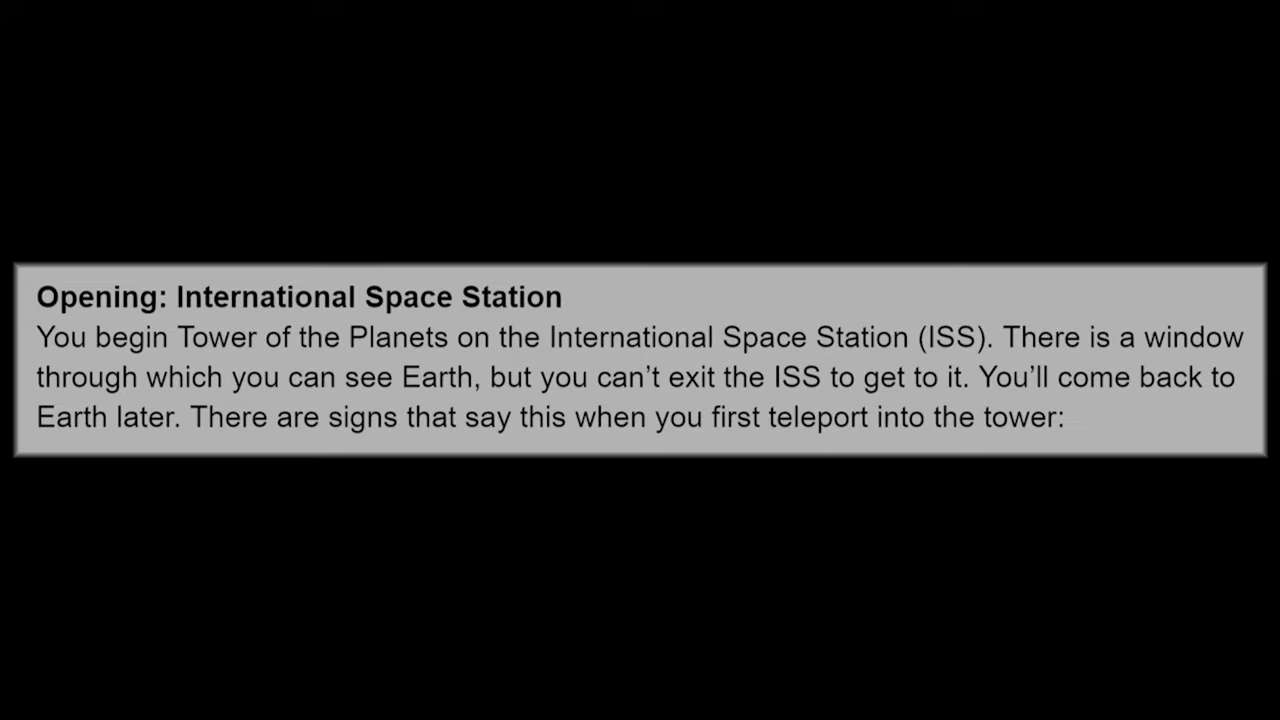 Opening: International Space Station
You begin Tower of the Planets on the International Space Station (ISS). There is a window
through which you can see Earth, but you can’t exit the ISS to get to it. You’ll come back to
Earth later. There are signs that say this when you first teleport into the tower: